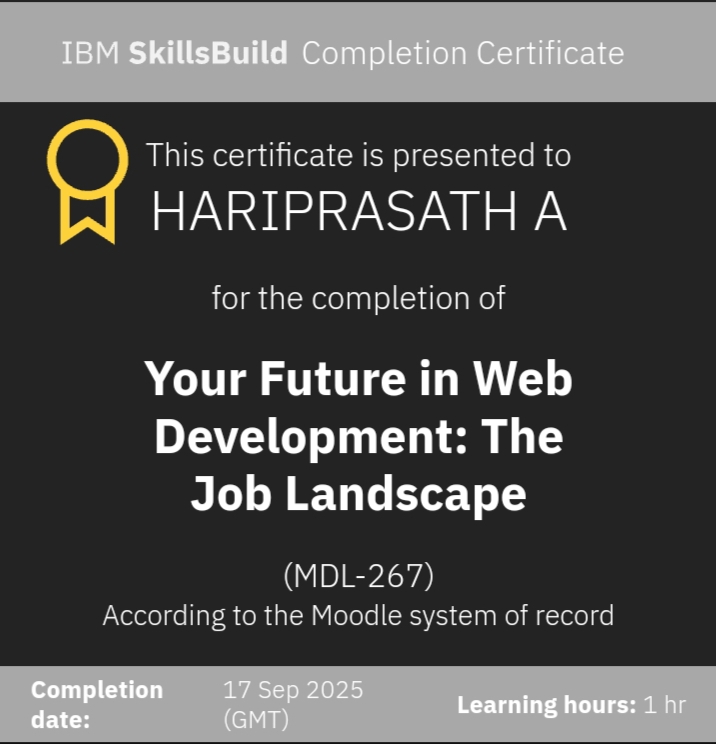 IBM SkillsBuild Completion Certificate
This certificate is presented to
HARIPRASATH A
for the completion of
Your Future in Web
Development: The
Job Landscape
(MDL-267)
According to the Moodle system of record
Completion
date:
17 Sep 2025
(GMT)
Learning hours: 1 hr